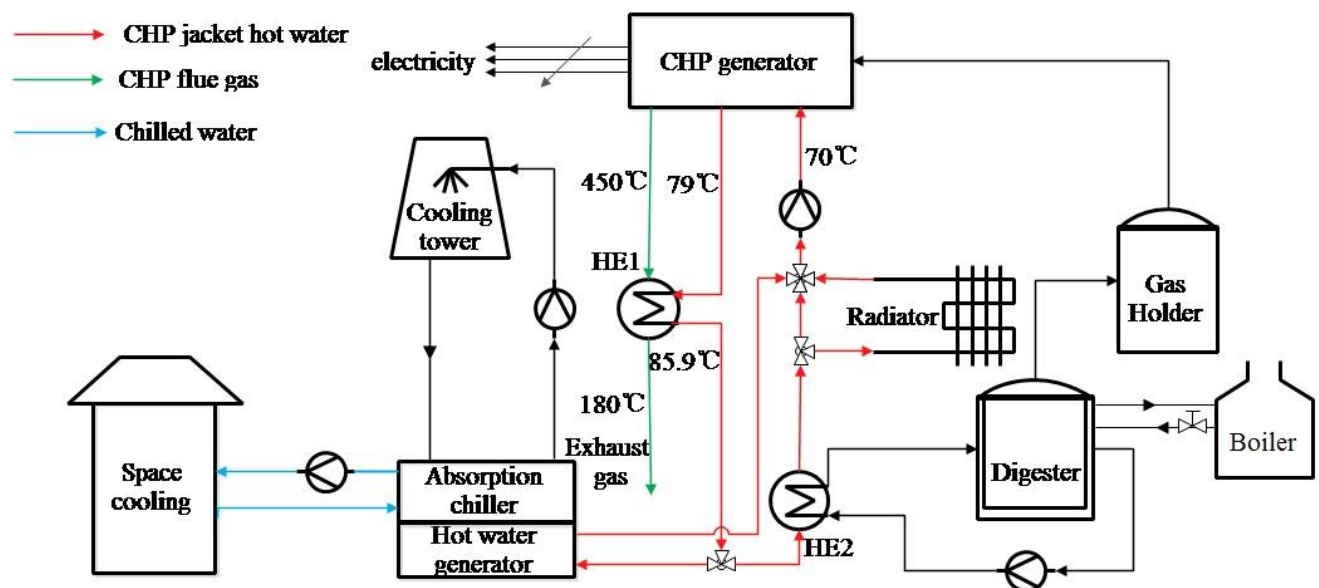 CHP jacket hot water
CHP flue gas
Chilled water
electricity
CHP generator
450℃
79℃
70℃
Cooling
tower
HE1
85.9℃
180℃
Exhaust
gas
Radiator
Gas
Holder
Boiler
Digester
HE2
Space
cooling
Absorption
chiller
Hot water
generator